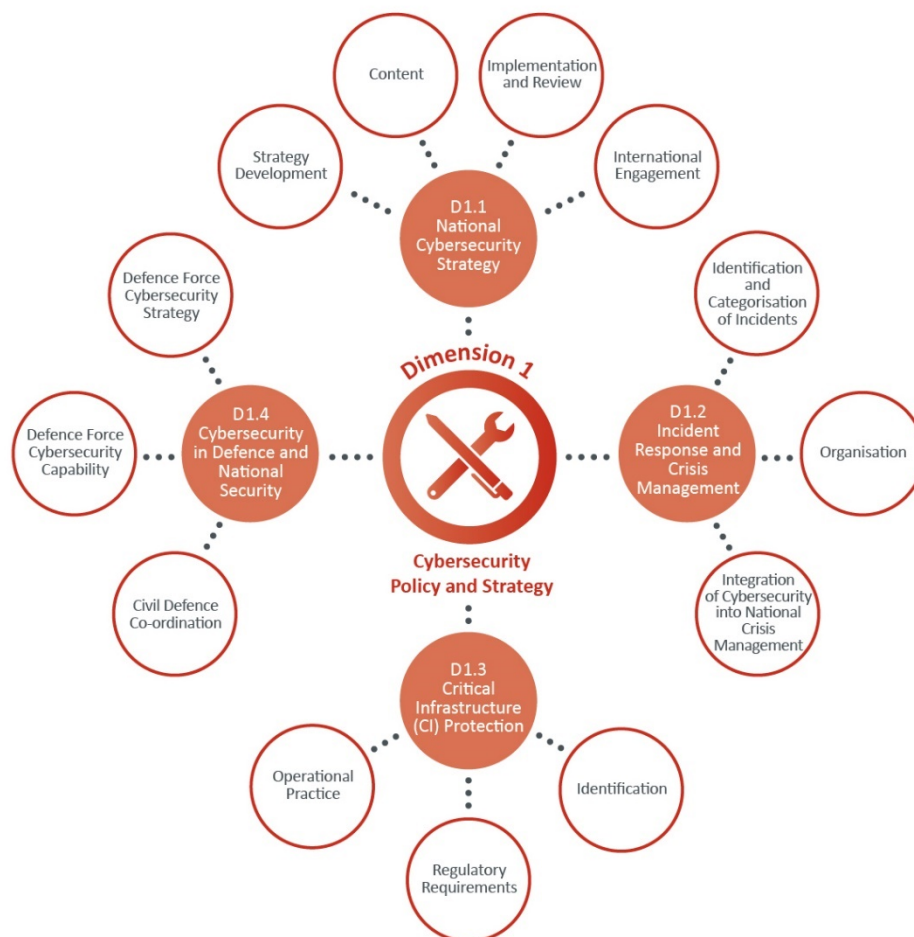 Content
Implementation
and Review
Strategy
Development
International
Engagement
D1.1
National
Cybersecurity
Strategy
Defence Force
Cybersecurity
Strategy
Identification
and
Categorisation
of Incidents
Dimension 1
D1.4
Cybersecurity
in Defence and
National
Security
Defence Force
Cybersecurity
Capability
D1.2
Incident
Response and
Crisis
Management
Organisation
Cybersecurity
Policy and Strategy
Civil Defence
Co-ordination
Integration
of Cybersecurity
into National
Crisis
Management
D1.3
Critical
Infrastructure
(CI) Protection
Operational
Practice
Identification
Regulatory
Requirements